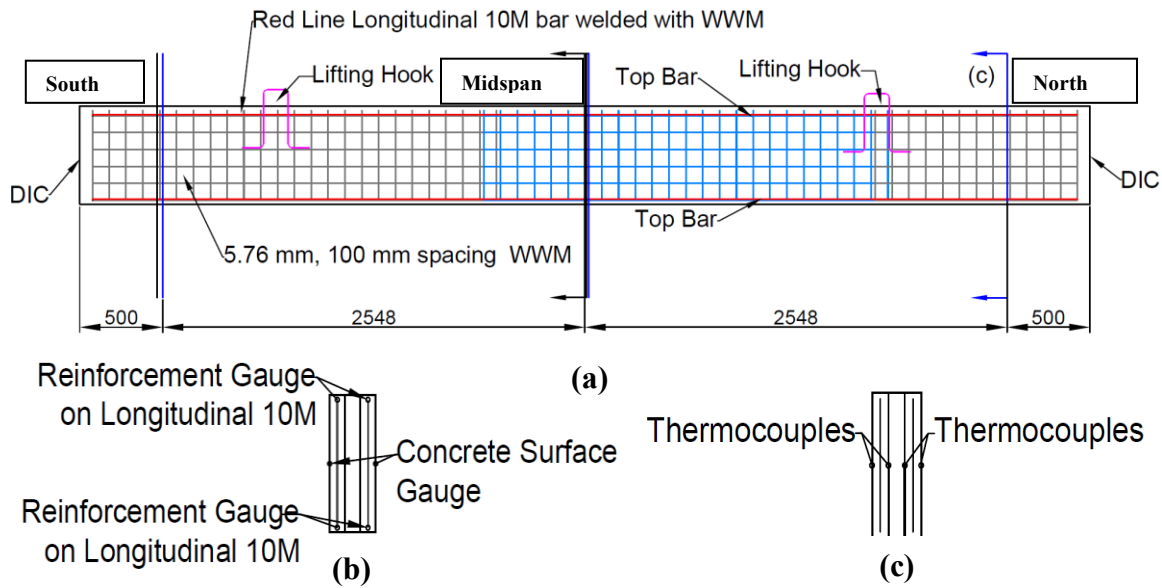 Red Line Longitudinal 10M bar welded with WWM
South
Lifting Hook
Midspan
Top Bar
Lifting Hook
(c)
North
DIC
DIC
Top Bar
5.76 mm, 100 mm spacing WWM
500
2548
2548
500
(a)
Reinforcement Gauge
on Longitudinal 10M
Concrete Surface
Gauge
Reinforcement Gauge
on Longitudinal 10M
(b)
Thermocouples
Thermocouples
(c)